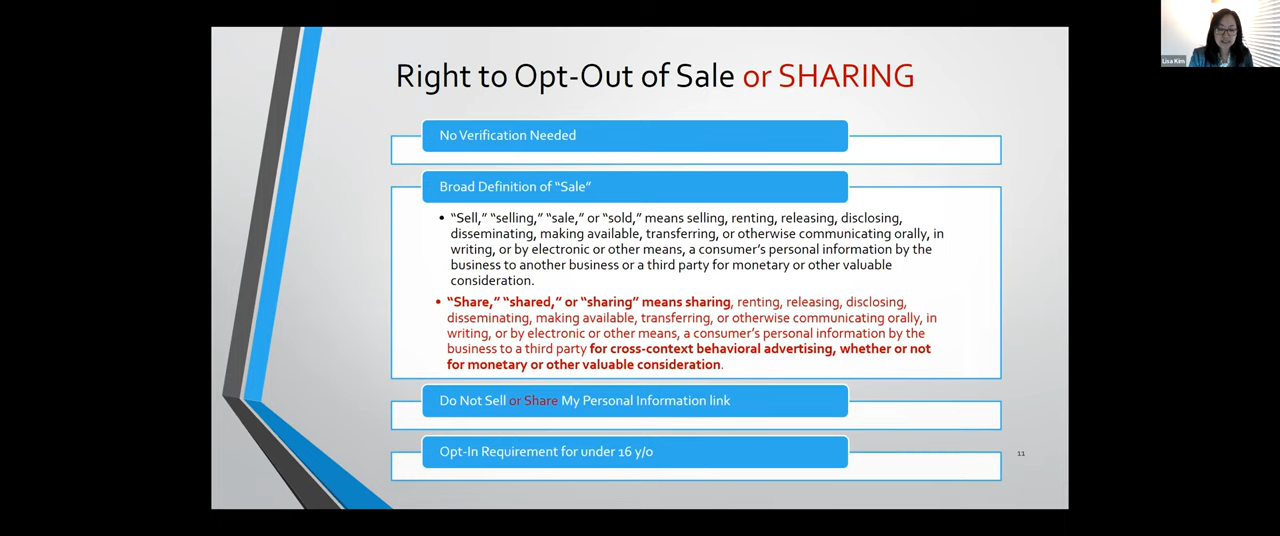 Right to Opt-Out of Sale or SHARING
No Verification Needed
Broad Definition of “Sale”
• “Sell,” “selling,” “sale,” or “sold,” means selling, renting, releasing, disclosing,
disseminating, making available, transferring, or otherwise communicating orally, in
writing, or by electronic or other means, a consumer’s personal information by the
business to another business or a third party for monetary or other valuable
consideration.
• “Share,” “shared,” or “sharing” means sharing, renting, releasing, disclosing,
disseminating, making available, transferring, or otherwise communicating orally, in
writing, or by electronic or other means, a consumer’s personal information by the
business to a third party for cross-context behavioral advertising, whether or not
for monetary or other valuable consideration.
Do Not Sell or Share My Personal Information link
Opt-In Requirement for under 16 y/o
11
Lisa Kim